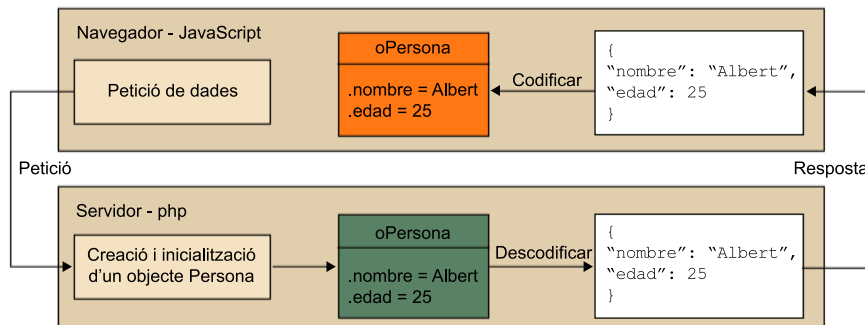 Navegador - JavaScript
Petició de dades
oPersona
.nombre = Albert
.edad = 25
Codificar
{
“nombre”: “Albert”,
“edad”: 25
}
Petició
Resposta
Servidor - php
Creació i inicialització
d’un objecte Persona
oPersona
.nombre = Albert
.edad = 25
Descodificar
{
“nombre”: “Albert”,
“edad”: 25
}